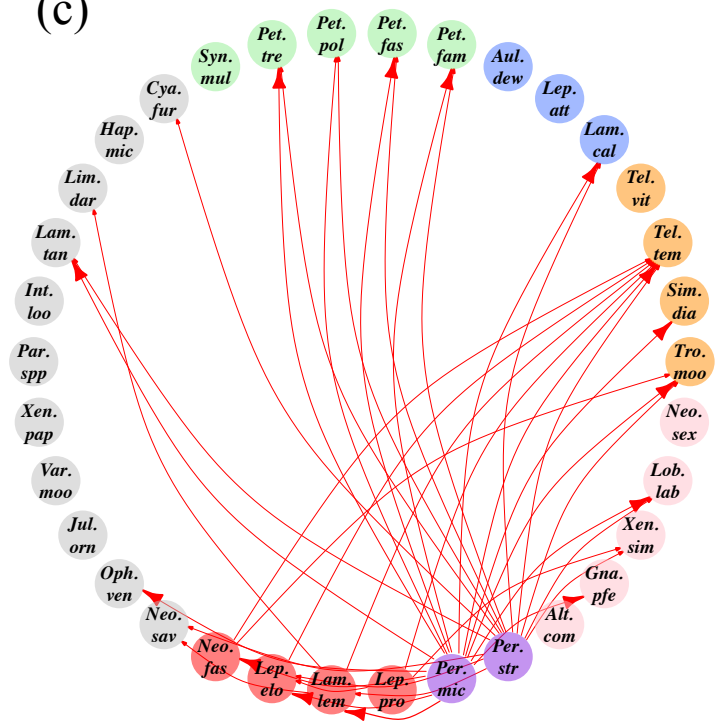 (c)
Pet.
pol
Pet.
fas
Pet.
fam
Aul.
dew
Lep.
att
Lam.
cal
Tel.
vit
Tel.
tem
Sim.
dia
Tro.
moo
Neo.
sex
Lob.
lab
Xen.
sim
Gna.
pfe
Alt.
com
Per.
str
Per.
mic
Lep.
pro
Lam.
lem
Lep.
elo
Neo.
fas
Neo.
sav
Oph.
ven
Jul.
orn
Var.
moo
Xen.
pap
Par.
spp
Int.
loo
Lam.
tan
Lim.
dar
Hap.
mic
Cya.
fur
Syn.
mul
Pet.
tre